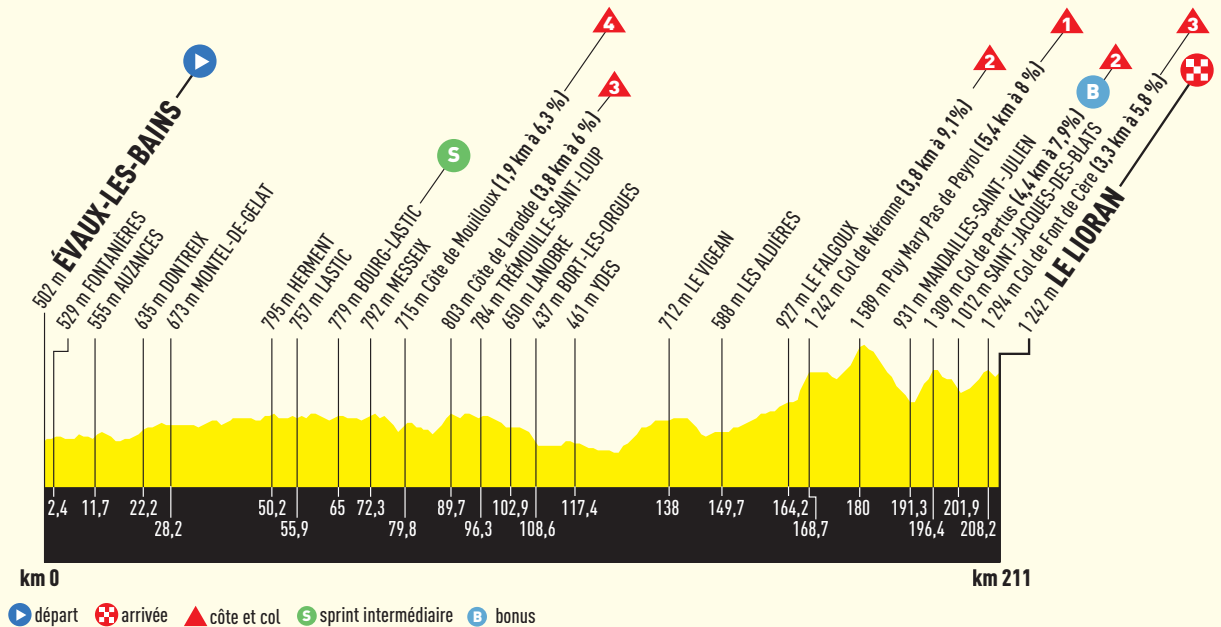 502 m ÉVAUX-LES-BAINS
529 m FONTANIÈRES
555 m AUZANCES
635 m DONTREIX
673 m MONTEL-DE-GELAT
795 m HERMENT
757 m LASTIC
779 m BOURG-LASTIC
S
792 m MESSEIX
715 m Côte de Mouilloux (1,9 km à 6,3 %)
4
803 m Côte de Larodde (3,8 km à 6 %)
3
784 m TRÉMOUILLE-SAINT-LOUP
650 m LANOBRE
437 m BORT-LES-ORGUES
461 m YDES
712 m LE VIGEAN
588 m LES ALDIÈRES
927 m LE FALGOUX
1 242 m Col de Néronne (3,8 km à 9,1%)
2
1 589 m Puy Mary Pas de Peyrol (5,4 km à 8 %)
1
931 m MANDAILLES-SAINT-JULIEN
1 309 m Col de Pertus (4,4 km à 7,9%)
B
2
1 012 m SAINT-JACQUES-DES-BLATS
1 294 m Col de Font de Cère (3,3 km à 5,8 %)
3
1 242 m LE LIORAN
2,4
11,7
22,2
28,2
50,2
55,9
65
72,3
79,8
89,7
96,3
102,9
108,6
117,4
138
149,7
164,2
168,7
180
191,3
196,4
201,9
208,2
km 0
km 211
départ
arrivée
côte et col
S sprint intermédiaire
B bonus